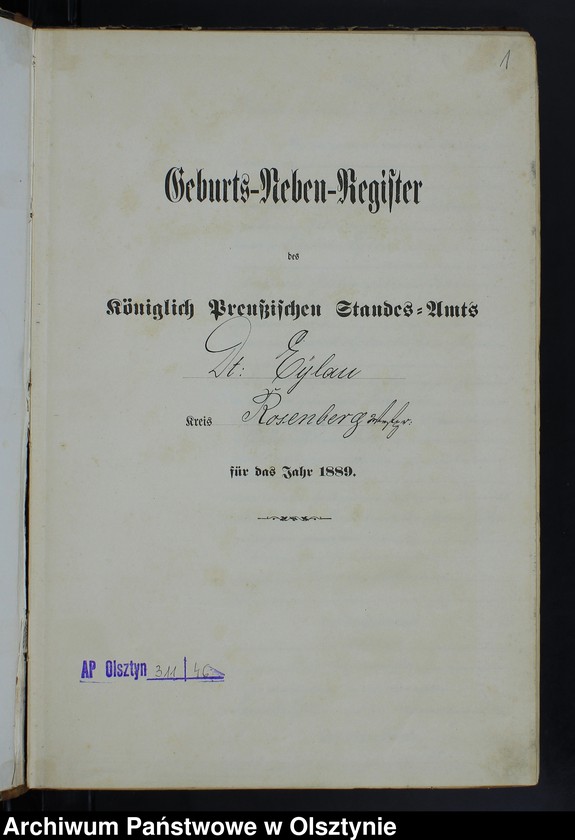 1
Geburts-Neben-Register
des
Königlich Preußischen Standes-Amts
Dt: Eylau
Kreis Rosenberg
für das Jahr 1889.
AP Olsztyn 311/46
Archiwum Państwowe w Olsztynie